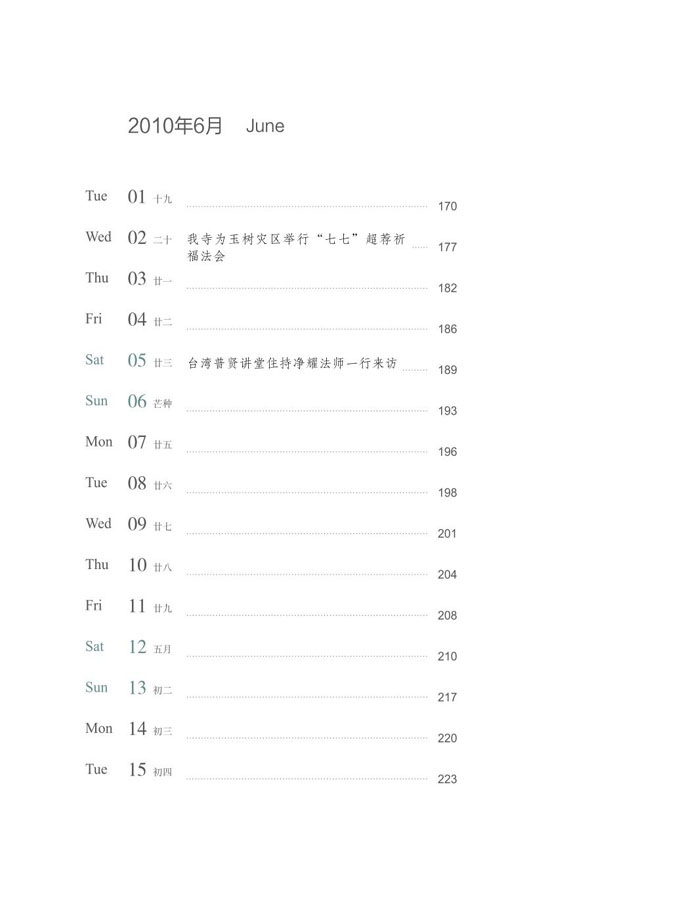 2010年6月 June
Tue 01 十九 170
Wed 02 二十 我寺为玉树灾区举行“七七”超荐祈 177
福法会
Thu 03 廿一 182
Fri 04 廿二 186
Sat 05 廿三 台湾普贤讲堂住持净耀法师一行来访 189
Sun 06 芒种 193
Mon 07 廿五 196
Tue 08 廿六 198
Wed 09 廿七 201
Thu 10 廿八 204
Fri 11 廿九 208
Sat 12 五月 210
Sun 13 初二 217
Mon 14 初三 220
Tue 15 初四 223